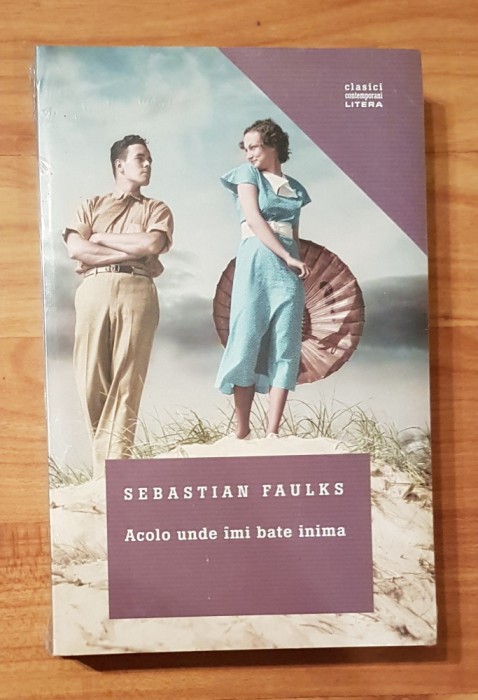 clasici
contemporani
LITERA
SEBASTIAN FAULKS
Acolo unde îmi bate inima